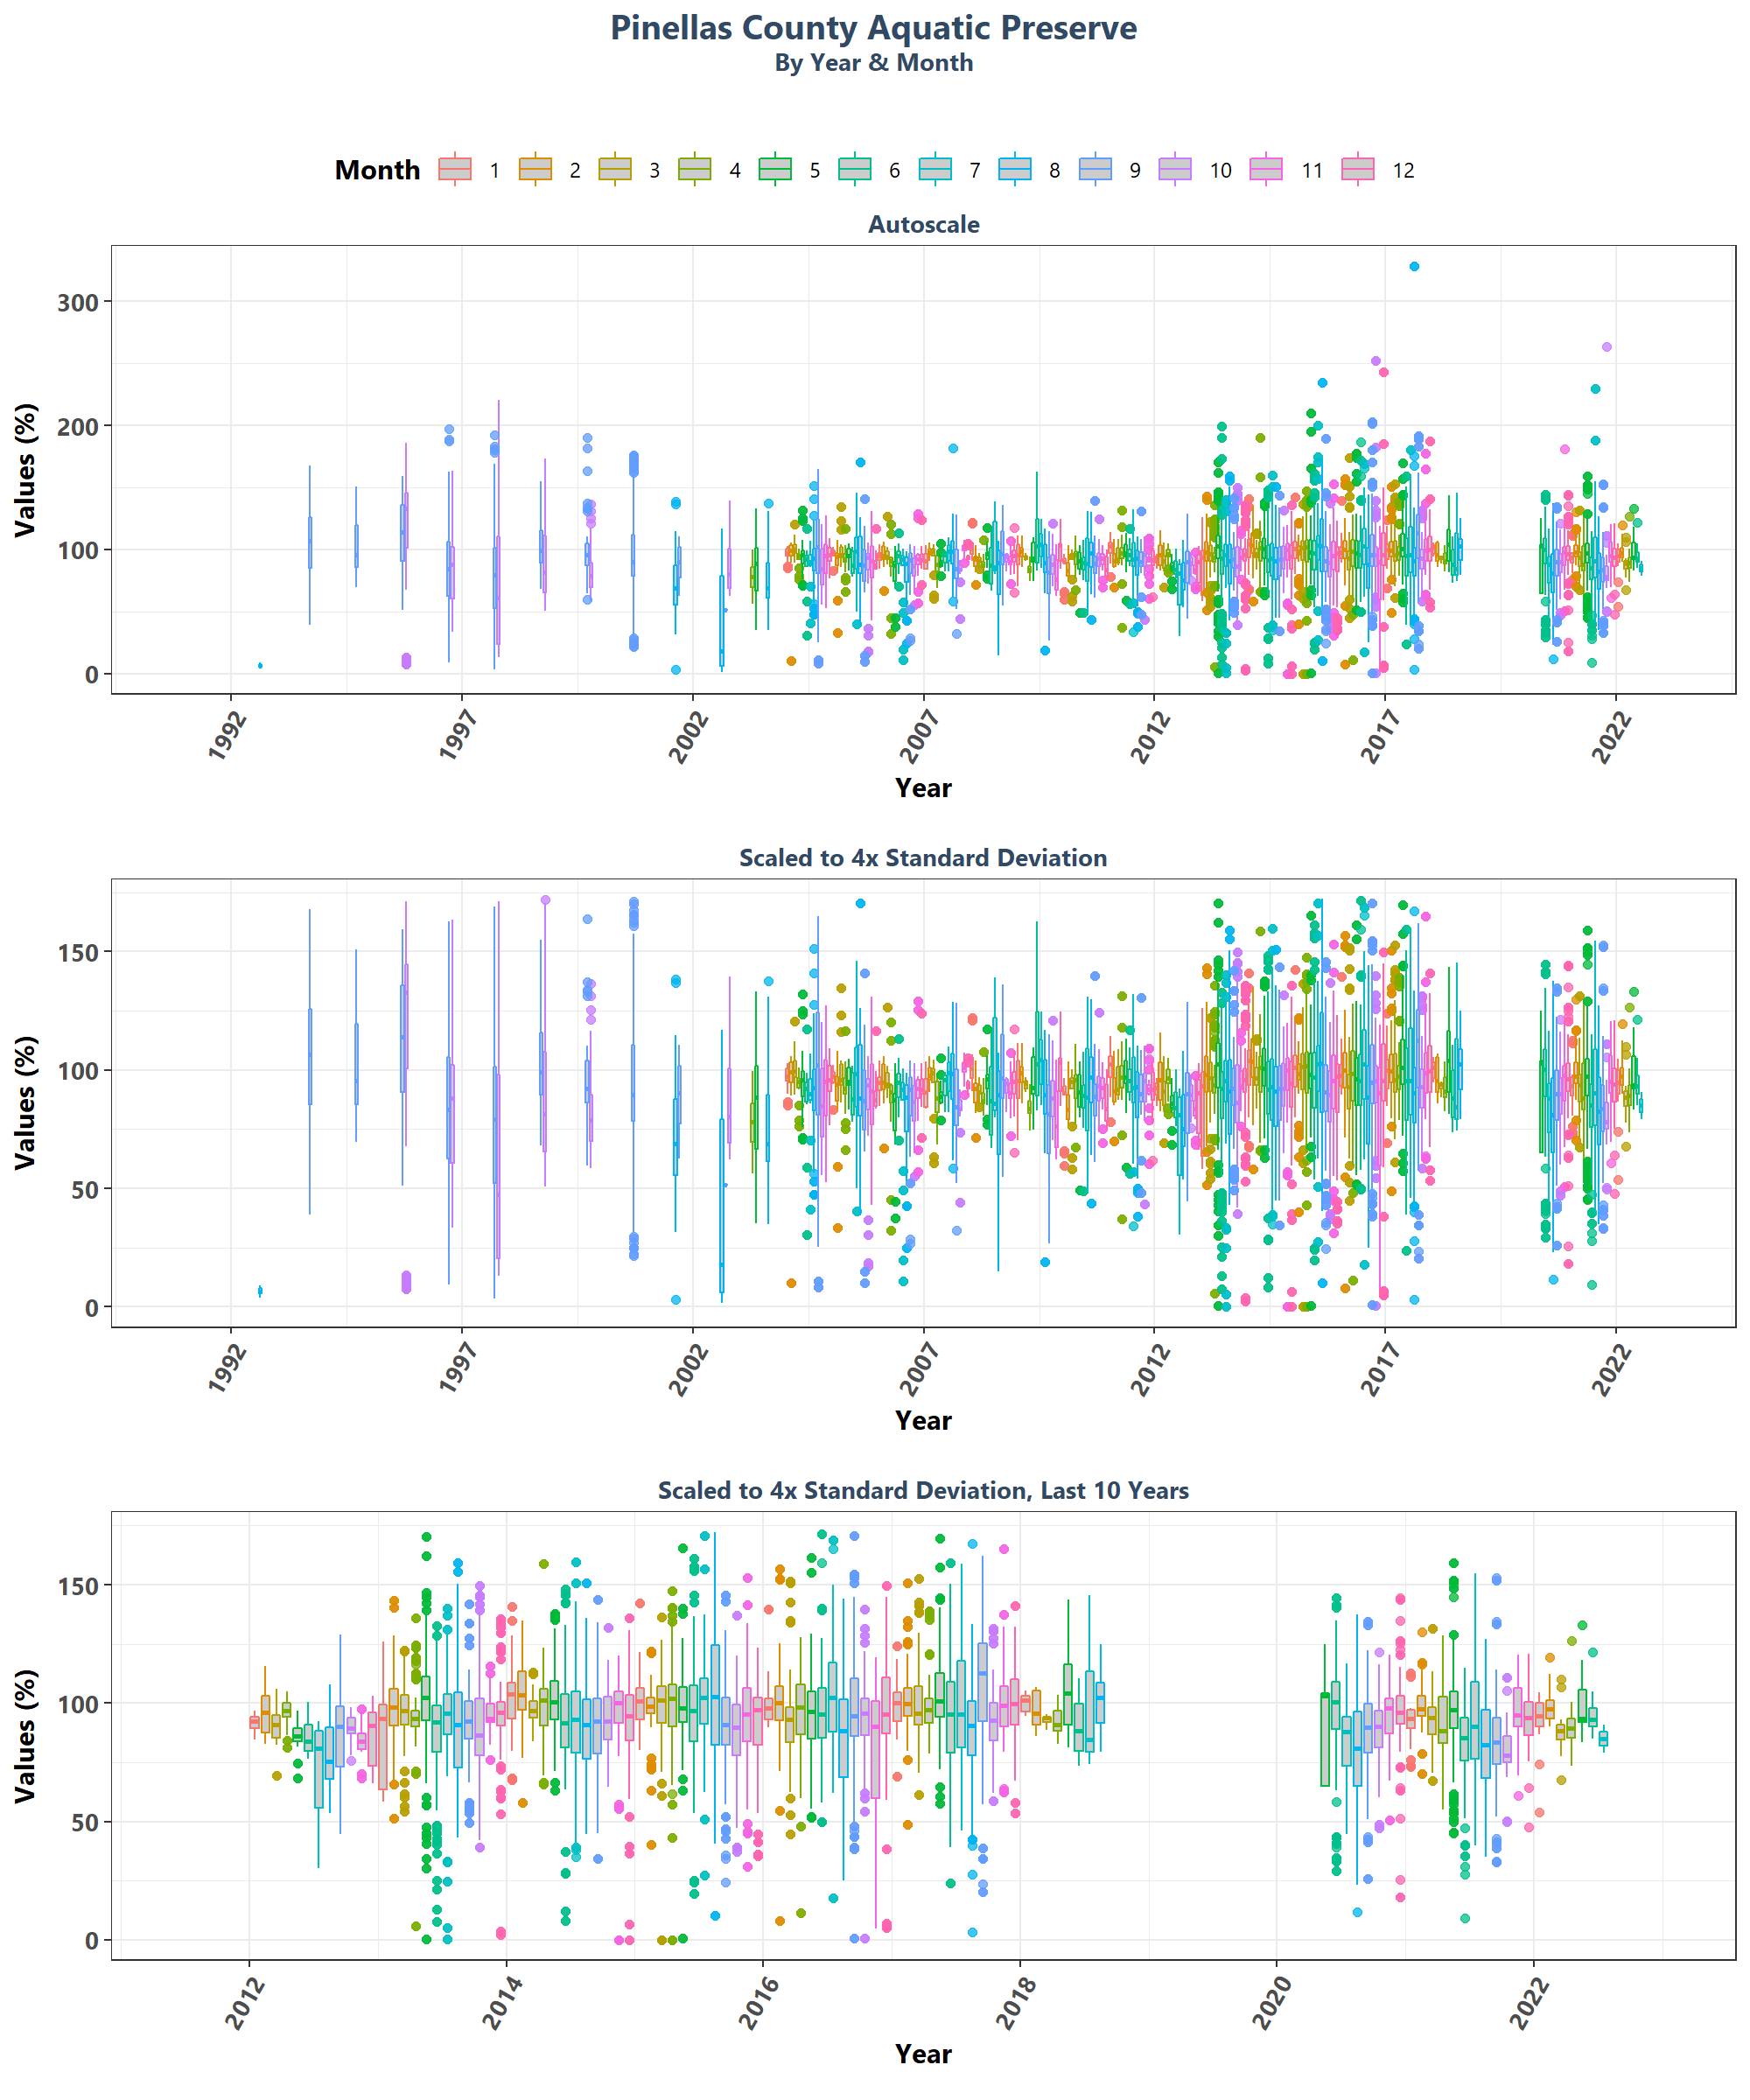 Pinellas County Aquatic Preserve
By Year & Month
Month 1 2 3 4 5 6 7 8 9 10 11 12
Autoscale
Values (%)
300
200
100
0
1992 1997 2002 2007 2012 2017 2022
Year
Scaled to 4x Standard Deviation
Values (%)
150
100
50
0
1992 1997 2002 2007 2012 2017 2022
Year
Scaled to 4x Standard Deviation, Last 10 Years
Values (%)
150
100
50
0
2012 2014 2016 2018 2020 2022
Year